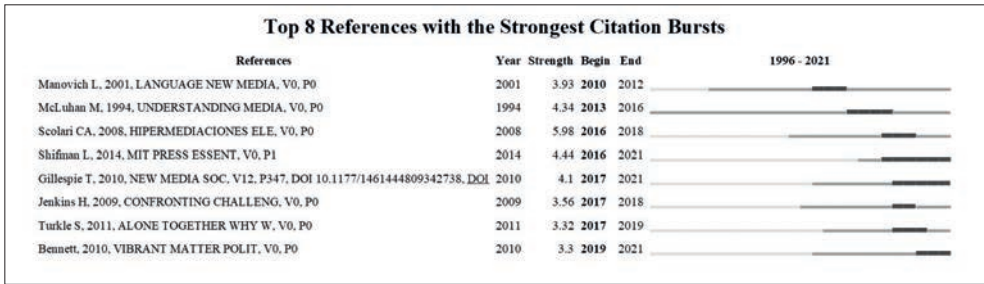 Top 8 References with the Strongest Citation Bursts
References Year Strength Begin End 1996 - 2021
Manovich L, 2001, LANGUAGE NEW MEDIA, V0, P0 2001 3.93 2010 2012
McLuhan M, 1994, UNDERSTANDING MEDIA, V0, P0 1994 4.34 2013 2016
Scolari CA, 2008, HIPERMEDIACIONES ELE, V0, P0 2008 5.98 2016 2018
Shifman L, 2014, MIT PRESS ESSENT, V0, P1 2014 4.44 2016 2021
Gillespie T, 2010, NEW MEDIA SOC, V12, P347, DOI 10.1177/1461444809342738, DOI 2010 4.1 2017 2021
Jenkins H, 2009, CONFRONTING CHALLENG, V0, P0 2009 3.56 2017 2018
Turkle S, 2011, ALONE TOGETHER WHY W, V0, P0 2011 3.32 2017 2019
Bennett, 2010, VIBRANT MATTER POLIT, V0, P0 2010 3.3 2019 2021